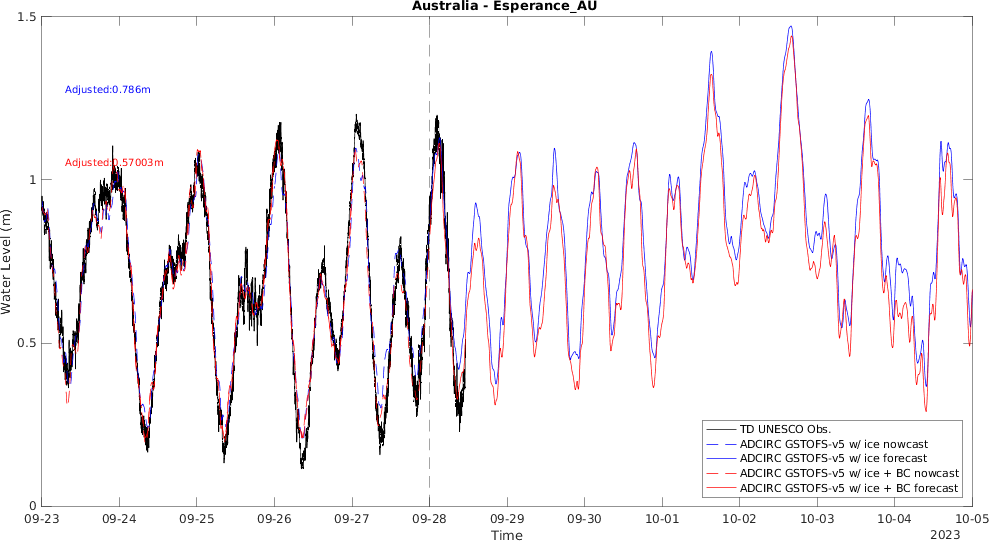 Australia - Esperance_AU
1.5
Adjusted:0.786m
Adjusted:0.57003m
1
Water Level (m)
0.5
TD UNESCO Obs.
ADCIRC GSTOFS-v5 w/ ice nowcast
ADCIRC GSTOFS-v5 w/ ice forecast
ADCIRC GSTOFS-v5 w/ ice + BC nowcast
ADCIRC GSTOFS-v5 w/ ice + BC forecast
0
09-23 09-24 09-25 09-26 09-27 09-28 09-29 09-30 10-01 10-02 10-03 10-04 10-05
Time
2023